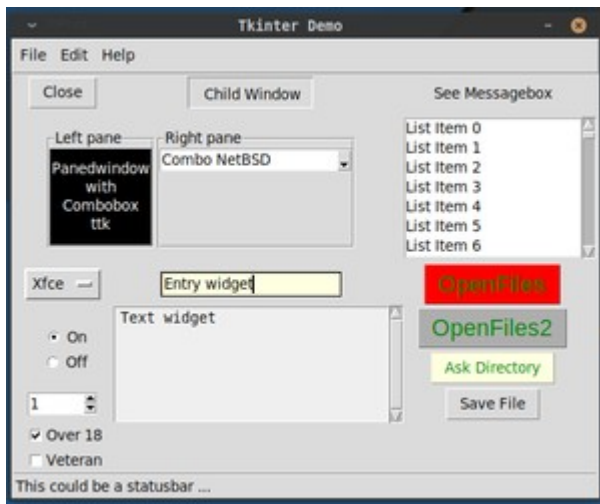 Tkinter Demo
File Edit Help
Close
Child Window
See Messagebox
Left pane
Right pane
Panedwindow
with
Combobox
ttk
Combo NetBSD
List Item 0
List Item 1
List Item 2
List Item 3
List Item 4
List Item 5
List Item 6
Xfce
Entry widget
OpenFiles
Text widget
OpenFiles2
On
Off
Ask Directory
1
Save File
Over 18
Veteran
This could be a statusbar ...